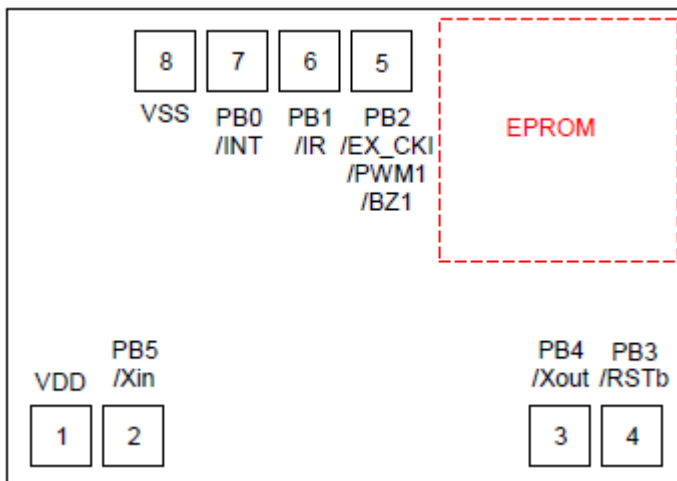 8 7 6 5
VSS PB0 PB1 PB2
/INT /IR /EX_CKI
/PWM1
/BZ1
EPROM
PB5 PB4 PB3
VDD /Xin /Xout /RSTb
1 2 3 4